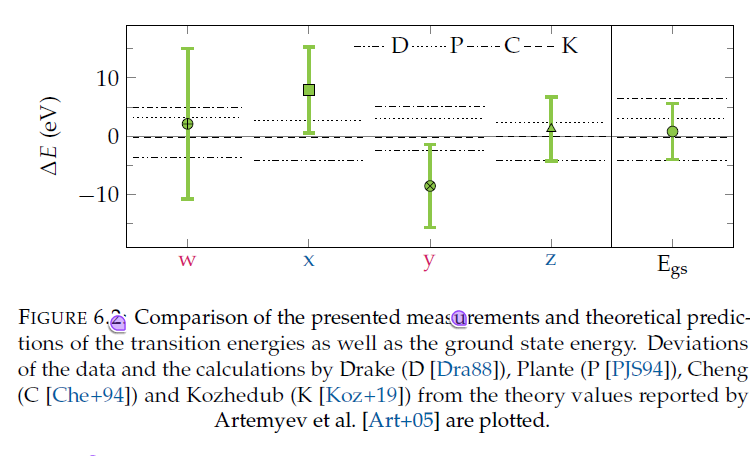 D P C K
10
0
−10
ΔE (eV)
w x y z E_gs
FIGURE 6.2: Comparison of the presented measurements and theoretical predic-
tions of the transition energies as well as the ground state energy. Deviations
of the data and the calculations by Drake (D [Dra88]), Plante (P [PJS94]), Cheng
(C [Che+94]) and Kozhedub (K [Koz+19]) from the theory values reported by
Artemyev et al. [Art+05] are plotted.